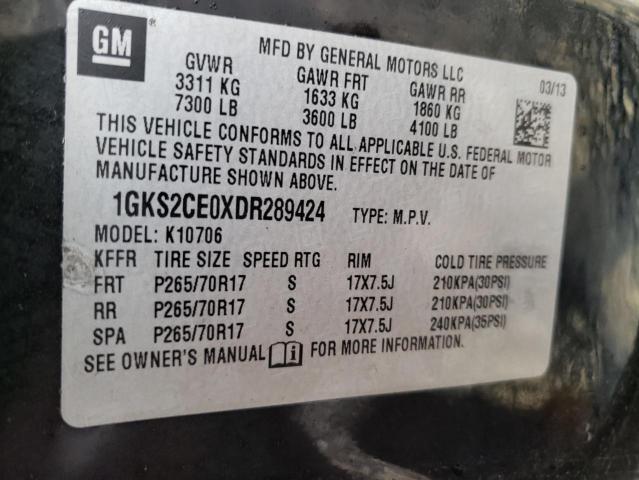 GM
MFD BY GENERAL MOTORS LLC
03/13
GVWR GAWR FRT GAWR RR
3311 KG 1633 KG 1860 KG
7300 LB 3600 LB 4100 LB
THIS VEHICLE CONFORMS TO ALL APPLICABLE U.S. FEDERAL MOTOR
VEHICLE SAFETY STANDARDS IN EFFECT ON THE DATE OF
MANUFACTURE SHOWN ABOVE.
1GKS2CE0XDR289424 TYPE: M.P.V.
MODEL: K10706
KFFR TIRE SIZE SPEED RTG RIM COLD TIRE PRESSURE
FRT P265/70R17 S 17X7.5J 210KPA(30PSI)
RR P265/70R17 S 17X7.5J 210KPA(30PSI)
SPA P265/70R17 S 17X7.5J 240KPA(35PSI)
SEE OWNER'S MANUAL FOR MORE INFORMATION.